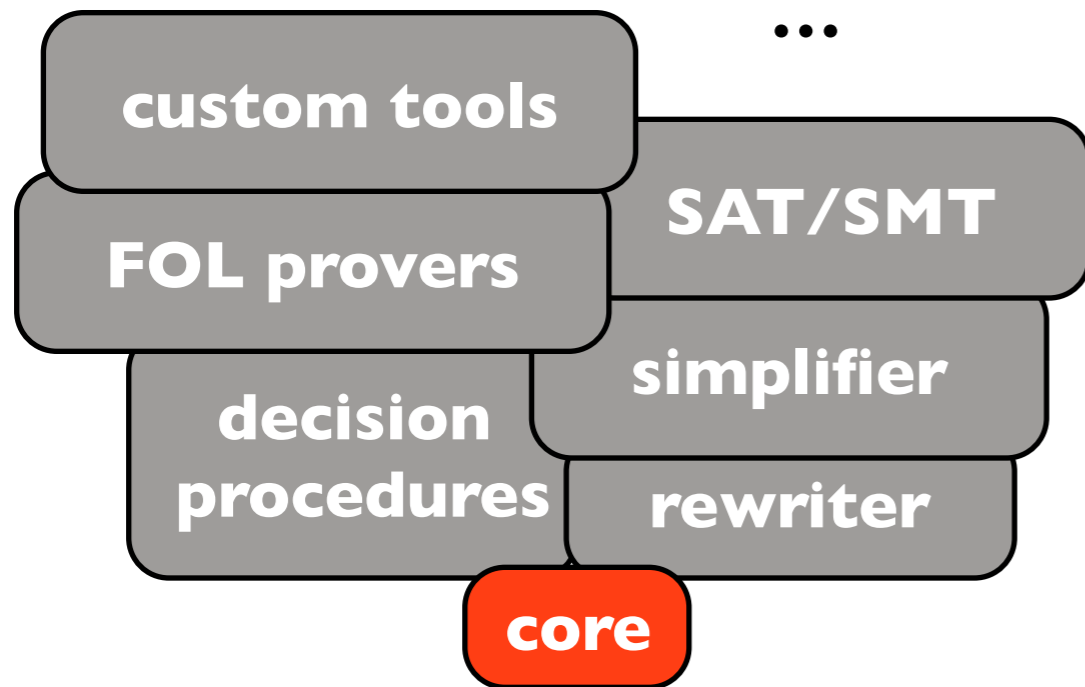 ...
custom tools
SAT/SMT
FOL provers
simplifier
decision
procedures
rewriter
core